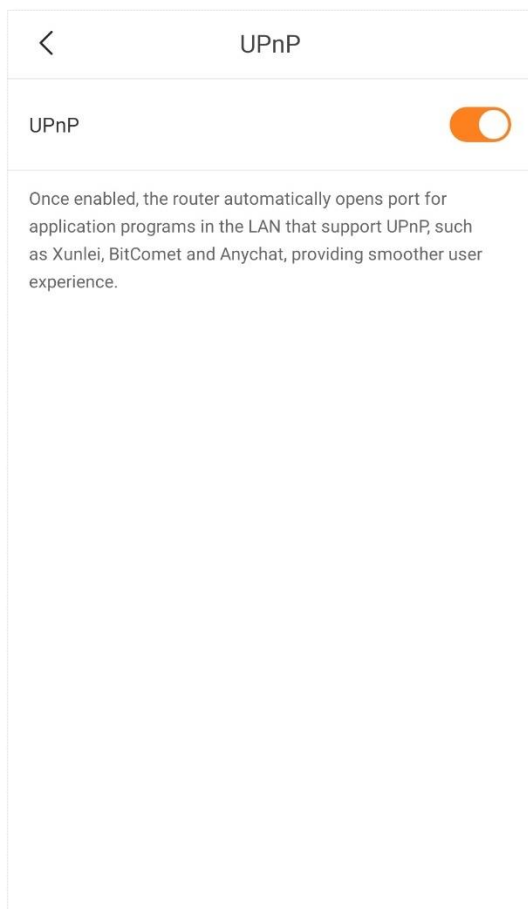 UPnP
UPnP
Once enabled, the router automatically opens port for
application programs in the LAN that support UPnP, such
as Xunlei, BitComet and Anychat, providing smoother user
experience.